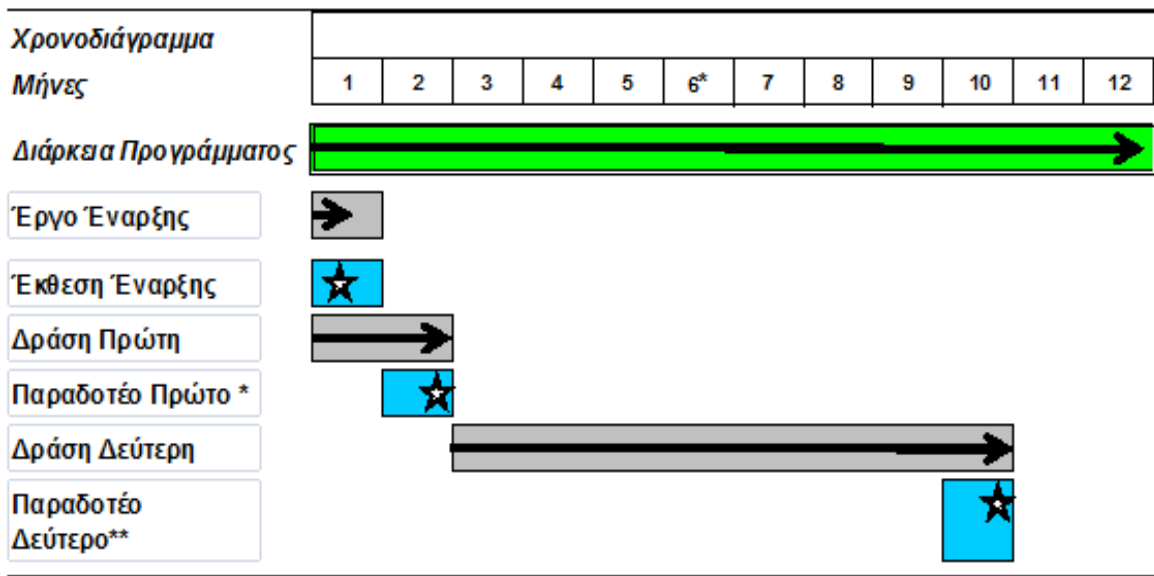 Χρονοδιάγραμμα
Μήνες 1 2 3 4 5 6* 7 8 9 10 11 12
Διάρκεια Προγράμματος
Έργο Έναρξης
Έκθεση Έναρξης
Δράση Πρώτη
Παραδοτέο Πρώτο *
Δράση Δεύτερη
Παραδοτέο
Δεύτερο**